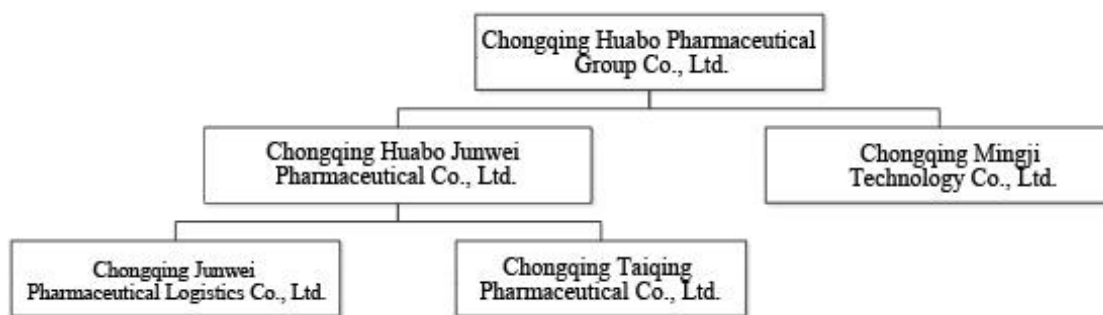 Chongqing Huabo Pharmaceutical
Group Co., Ltd.
Chongqing Huabo Junwei
Pharmaceutical Co., Ltd.
Chongqing Mingji
Technology Co., Ltd.
Chongqing Junwei
Pharmaceutical Logistics Co., Ltd.
Chongqing Taiqing
Pharmaceutical Co., Ltd.